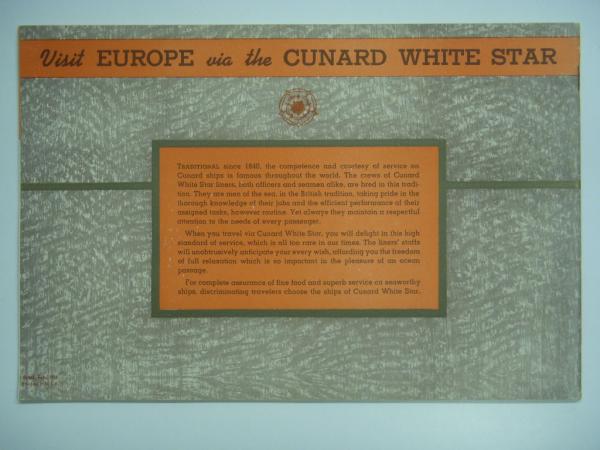 Visit EUROPE via the CUNARD WHITE STAR
TRADITIONAL since 1840, the competence and courtesy of service on
Cunard ships is famous throughout the world. The crews of Cunard
White Star liners, both officers and seamen alike, are bred in this tradi-
tion. They are men of the sea, in the British tradition, taking pride in the
thorough knowledge of their jobs and the efficient performance of their
assigned tasks, however routine. Yet always they maintain a respectful
attention to the needs of every passenger.
When you travel via Cunard White Star, you will delight in this high
standard of service, which is all too rare in our times. The liners' staffs
will unobtrusively anticipate your every wish, affording you the freedom
of full relaxation which is so important in the pleasure of an ocean
passage.
For complete assurance of fine food and superb service on seaworthy
ships, discriminating travelers choose the ships of Cunard White Star.